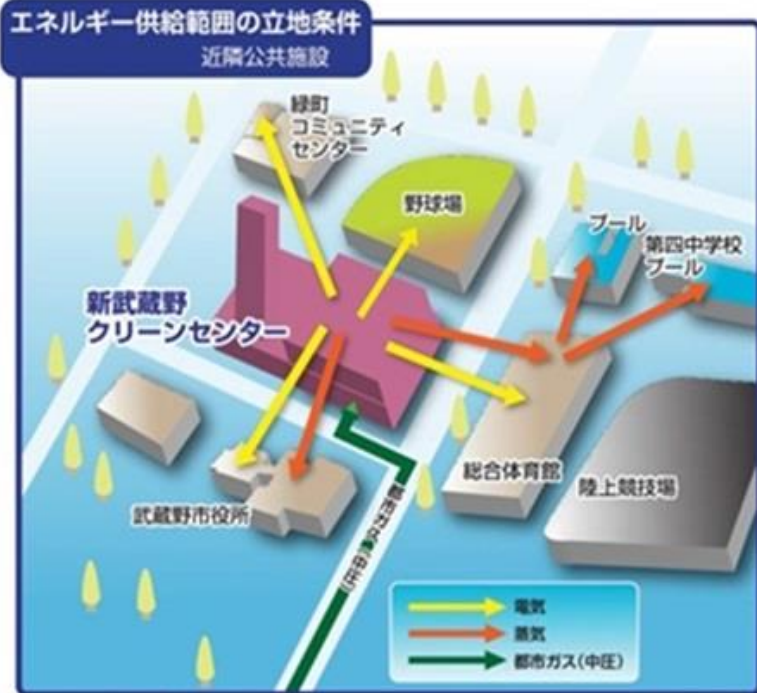 エネルギー供給範囲の立地条件
近隣公共施設
緑町
コミュニティ
センター
野球場
プール
第四中学校
プール
新武蔵野
クリーンセンター
総合体育館
陸上競技場
武蔵野市役所
都市ガス(中圧)
電気
蒸気
都市ガス(中圧)